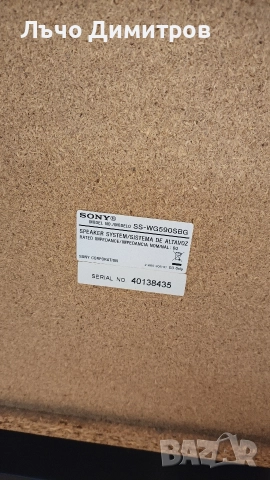 Лъчо Димитров
SONY®
MODEL NO./MODELO SS-WG590SBG
SPEAKER SYSTEM/SISTEMA DE ALTAVOZ
RATED IMPEDANCE/IMPEDANCIA NOMINAL: 6Ω
SONY CORPORATION
SERIAL NO. 40138435
BAZAR